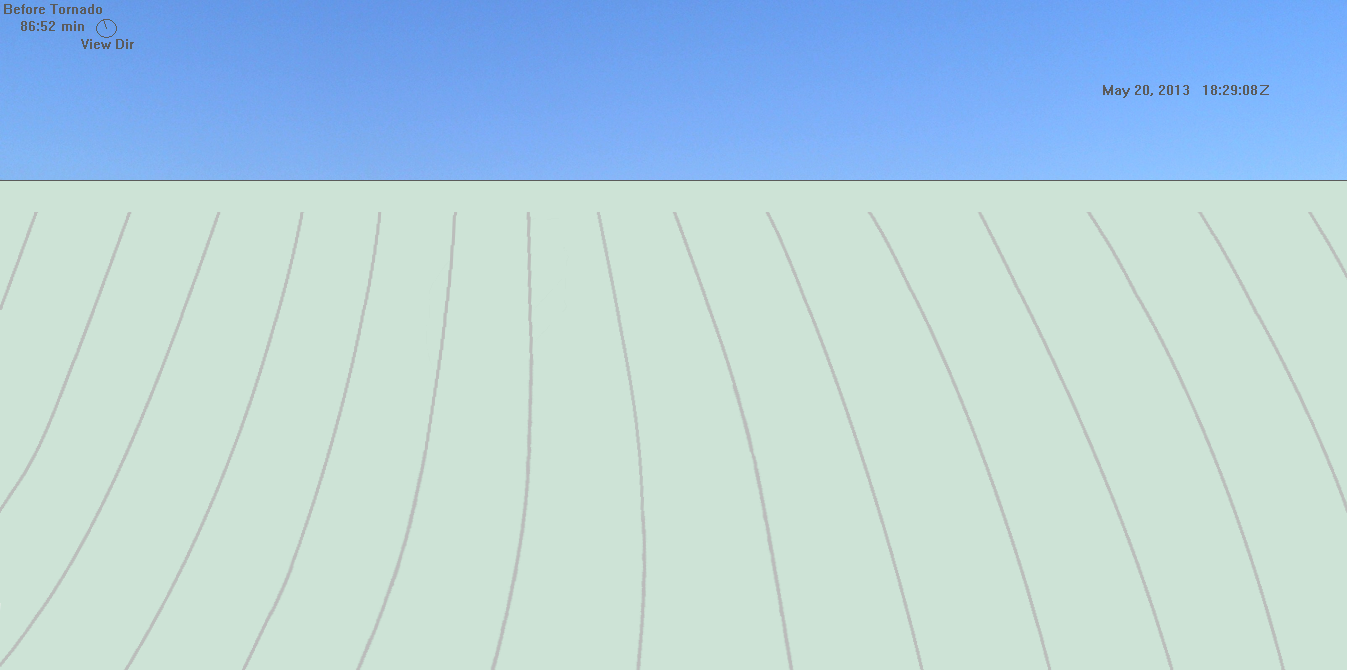 Before Tornado
86:52 min
View Dir
May 20, 2013 18:29:08Z